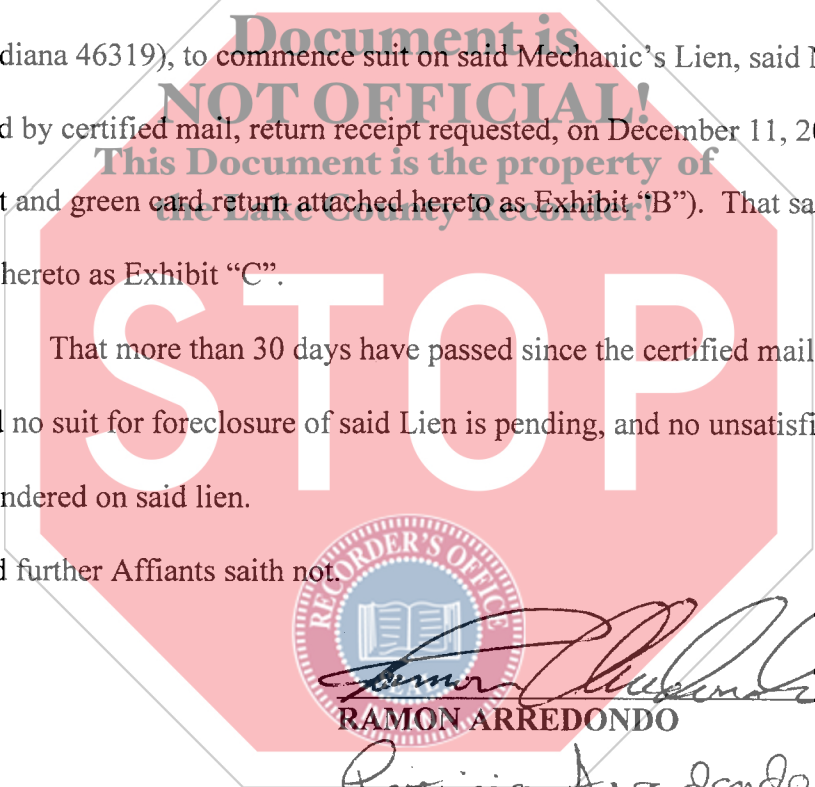 Document is
diana 46319), to commence suit on said Mechanic's Lien, said
NOT OFFICIAL!
d by certified mail, return receipt requested, on December 11, 20
This Document is the property of
t and green card return attached hereto as Exhibit “B”). That sa
the Lake County Recorder!
hereto as Exhibit “C”.
STOP
That more than 30 days have passed since the certified mail
no suit for foreclosure of said Lien is pending, and no unsatisfi
ndered on said lien.
RECORDER'S OFFICE
further Affiants saith not.
RAMON ARREDONDO